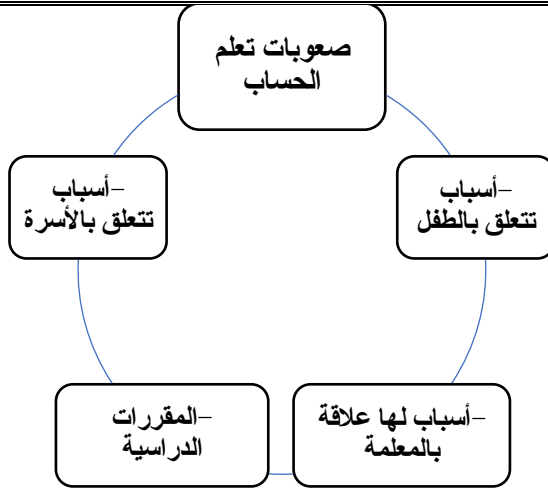 صعوبات تعلم
الحساب
–أسباب
تتعلق بالطفل
–أسباب لها علاقة
بالمعلمة
–المقررات
الدراسية
–أسباب
تتعلق بالأسرة